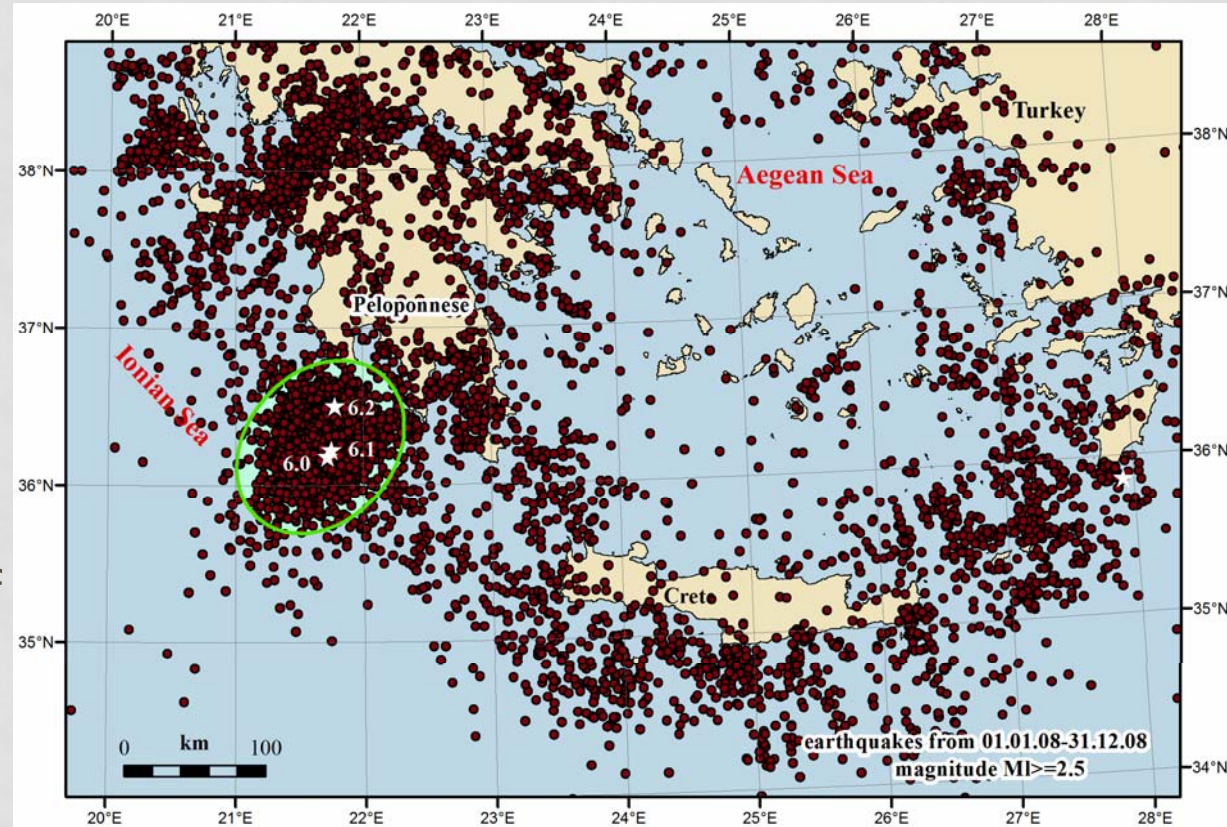 20°E 21°E 22°E 23°E 24°E 25°E 26°E 27°E 28°E
Turkey
38°N
38°N
Aegean Sea
Peloponnese
37°N
37°N
Ionian Sea
6.2
6.1
6.0
36°N
36°N
Crete
35°N
35°N
0 km 100
earthquakes from 01.01.08-31.12.08
magnitude Ml>=2.5
34°N
20°E 21°E 22°E 23°E 24°E 25°E 26°E 27°E 28°E